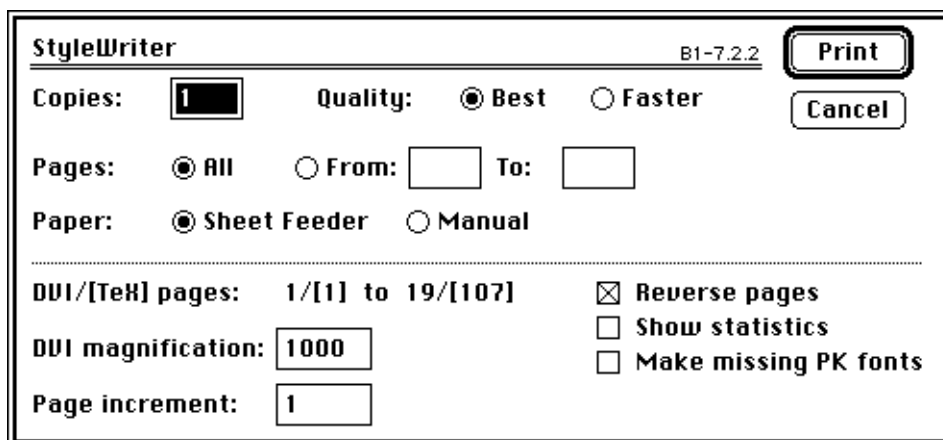 StyleWriter B1-7.2.2 Print
Copies: 1 Quality: Best Faster Cancel
Pages: All From: To:
Paper: Sheet Feeder Manual
DVI/[TeX] pages: 1/[1] to 19/[107] Reverse pages
Show statistics
DVI magnification: 1000 Make missing PK fonts
Page increment: 1